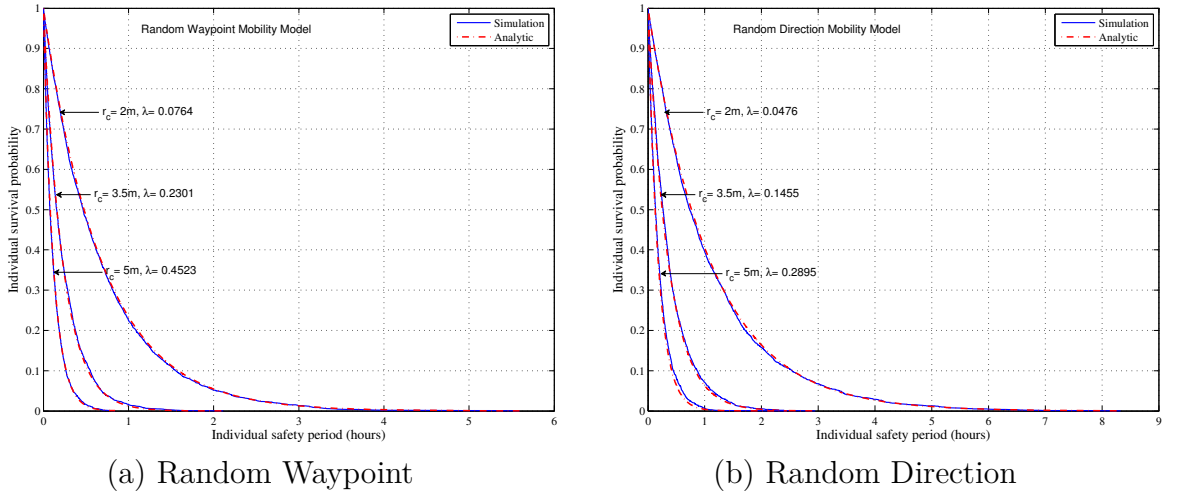 Random Waypoint Mobility Model
Simulation
Analytic
1
0.9
0.8
0.7
0.6
0.5
0.4
0.3
0.2
0.1
0
Individual survival probability
r_c= 2m, λ= 0.0764
r_c= 3.5m, λ= 0.2301
r_c= 5m, λ= 0.4523
0 1 2 3 4 5 6
Individual safety period (hours)
(a) Random Waypoint
Random Direction Mobility Model
Simulation
Analytic
1
0.9
0.8
0.7
0.6
0.5
0.4
0.3
0.2
0.1
0
Individual survival probability
r_c= 2m, λ= 0.0476
r_c= 3.5m, λ= 0.1455
r_c= 5m, λ= 0.2895
0 1 2 3 4 5 6 7 8 9
Individual safety period (hours)
(b) Random Direction